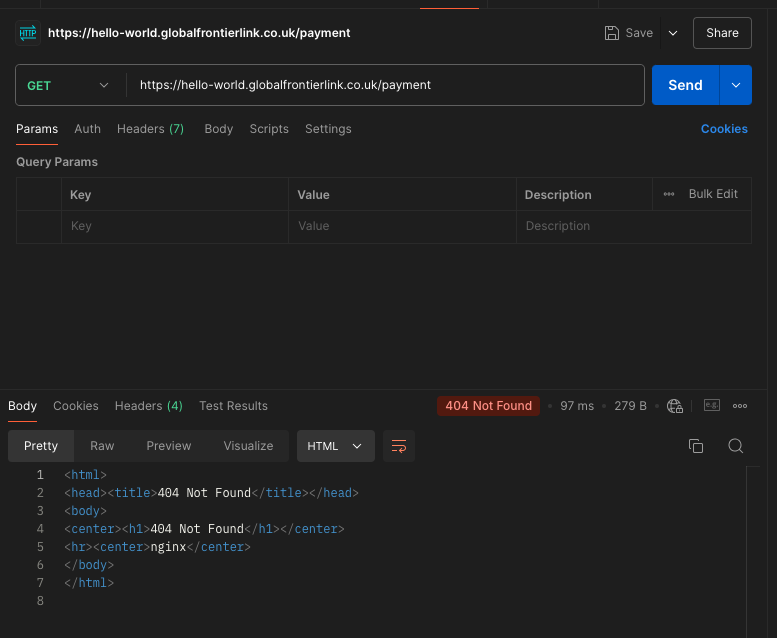 HTTP https://hello-world.globalfrontierlink.co.uk/payment Save Share
GET https://hello-world.globalfrontierlink.co.uk/payment Send
Params Auth Headers (7) Body Scripts Settings Cookies
Query Params
Key Value Description Bulk Edit
Key Value Description
Body Cookies Headers (4) Test Results 404 Not Found 97 ms 279 B e.g.
Pretty Raw Preview Visualize HTML
1 <html>
2 <head><title>404 Not Found</title></head>
3 <body>
4 <center><h1>404 Not Found</h1></center>
5 <hr><center>nginx</center>
6 </body>
7 </html>
8